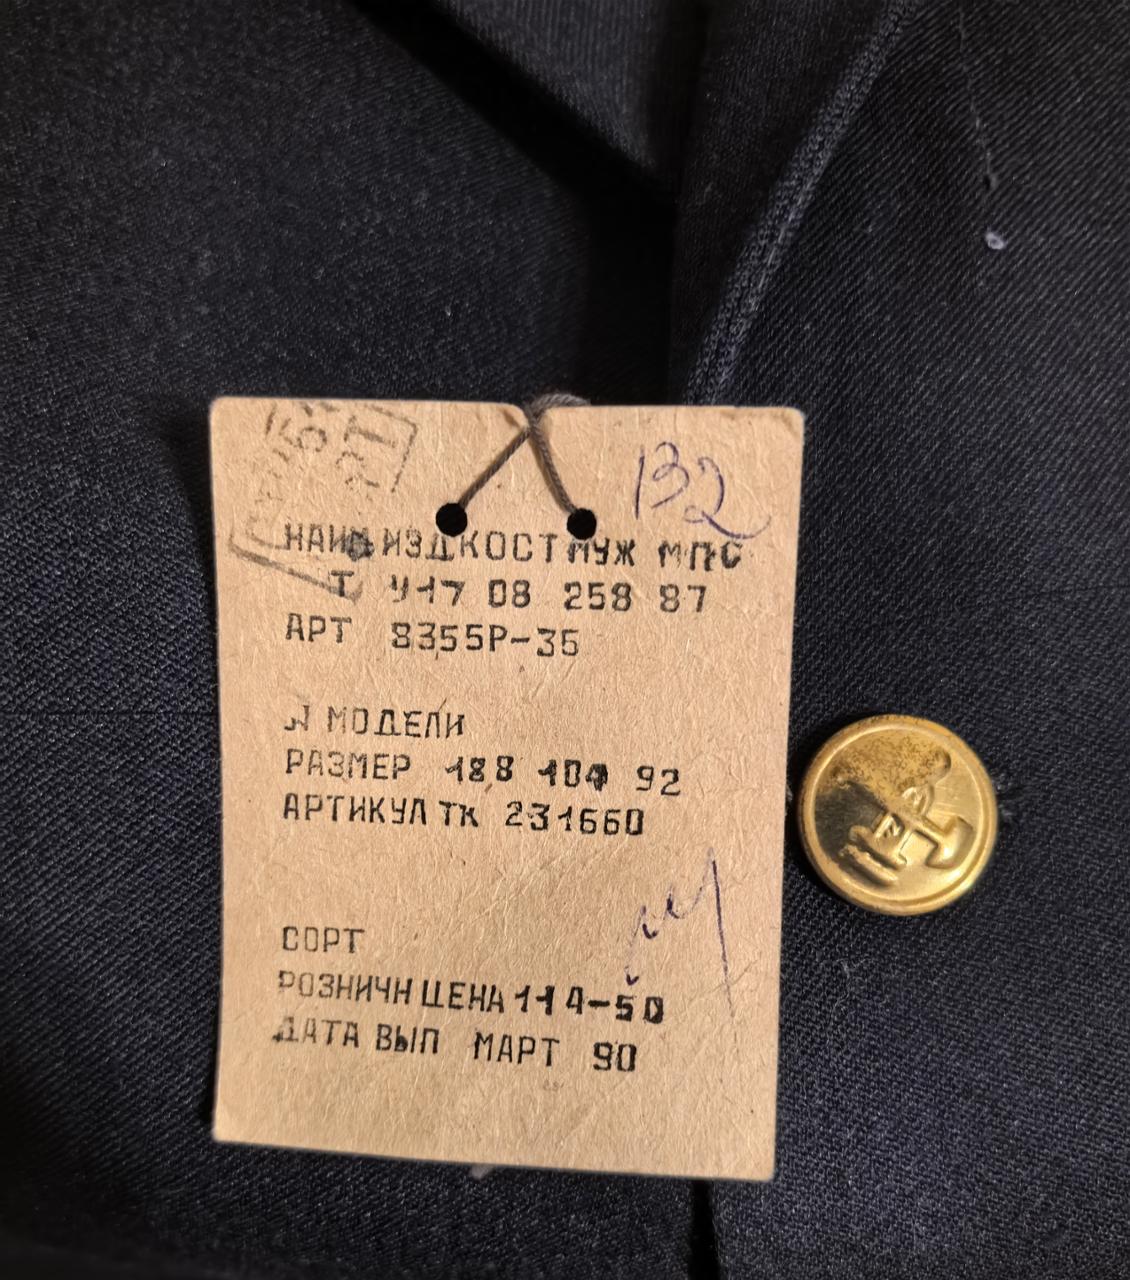 132
НАИМ ИЗД КОСТ МУЖ МПС
Т У17 08 258 87
АРТ 8355Р-35
N МОДЕЛИ
РАЗМЕР 188 104 92
АРТИКУЛ ТК 231660
СОРТ
РОЗНИЧН ЦЕНА 114-50
ДАТА ВЫП МАРТ 90